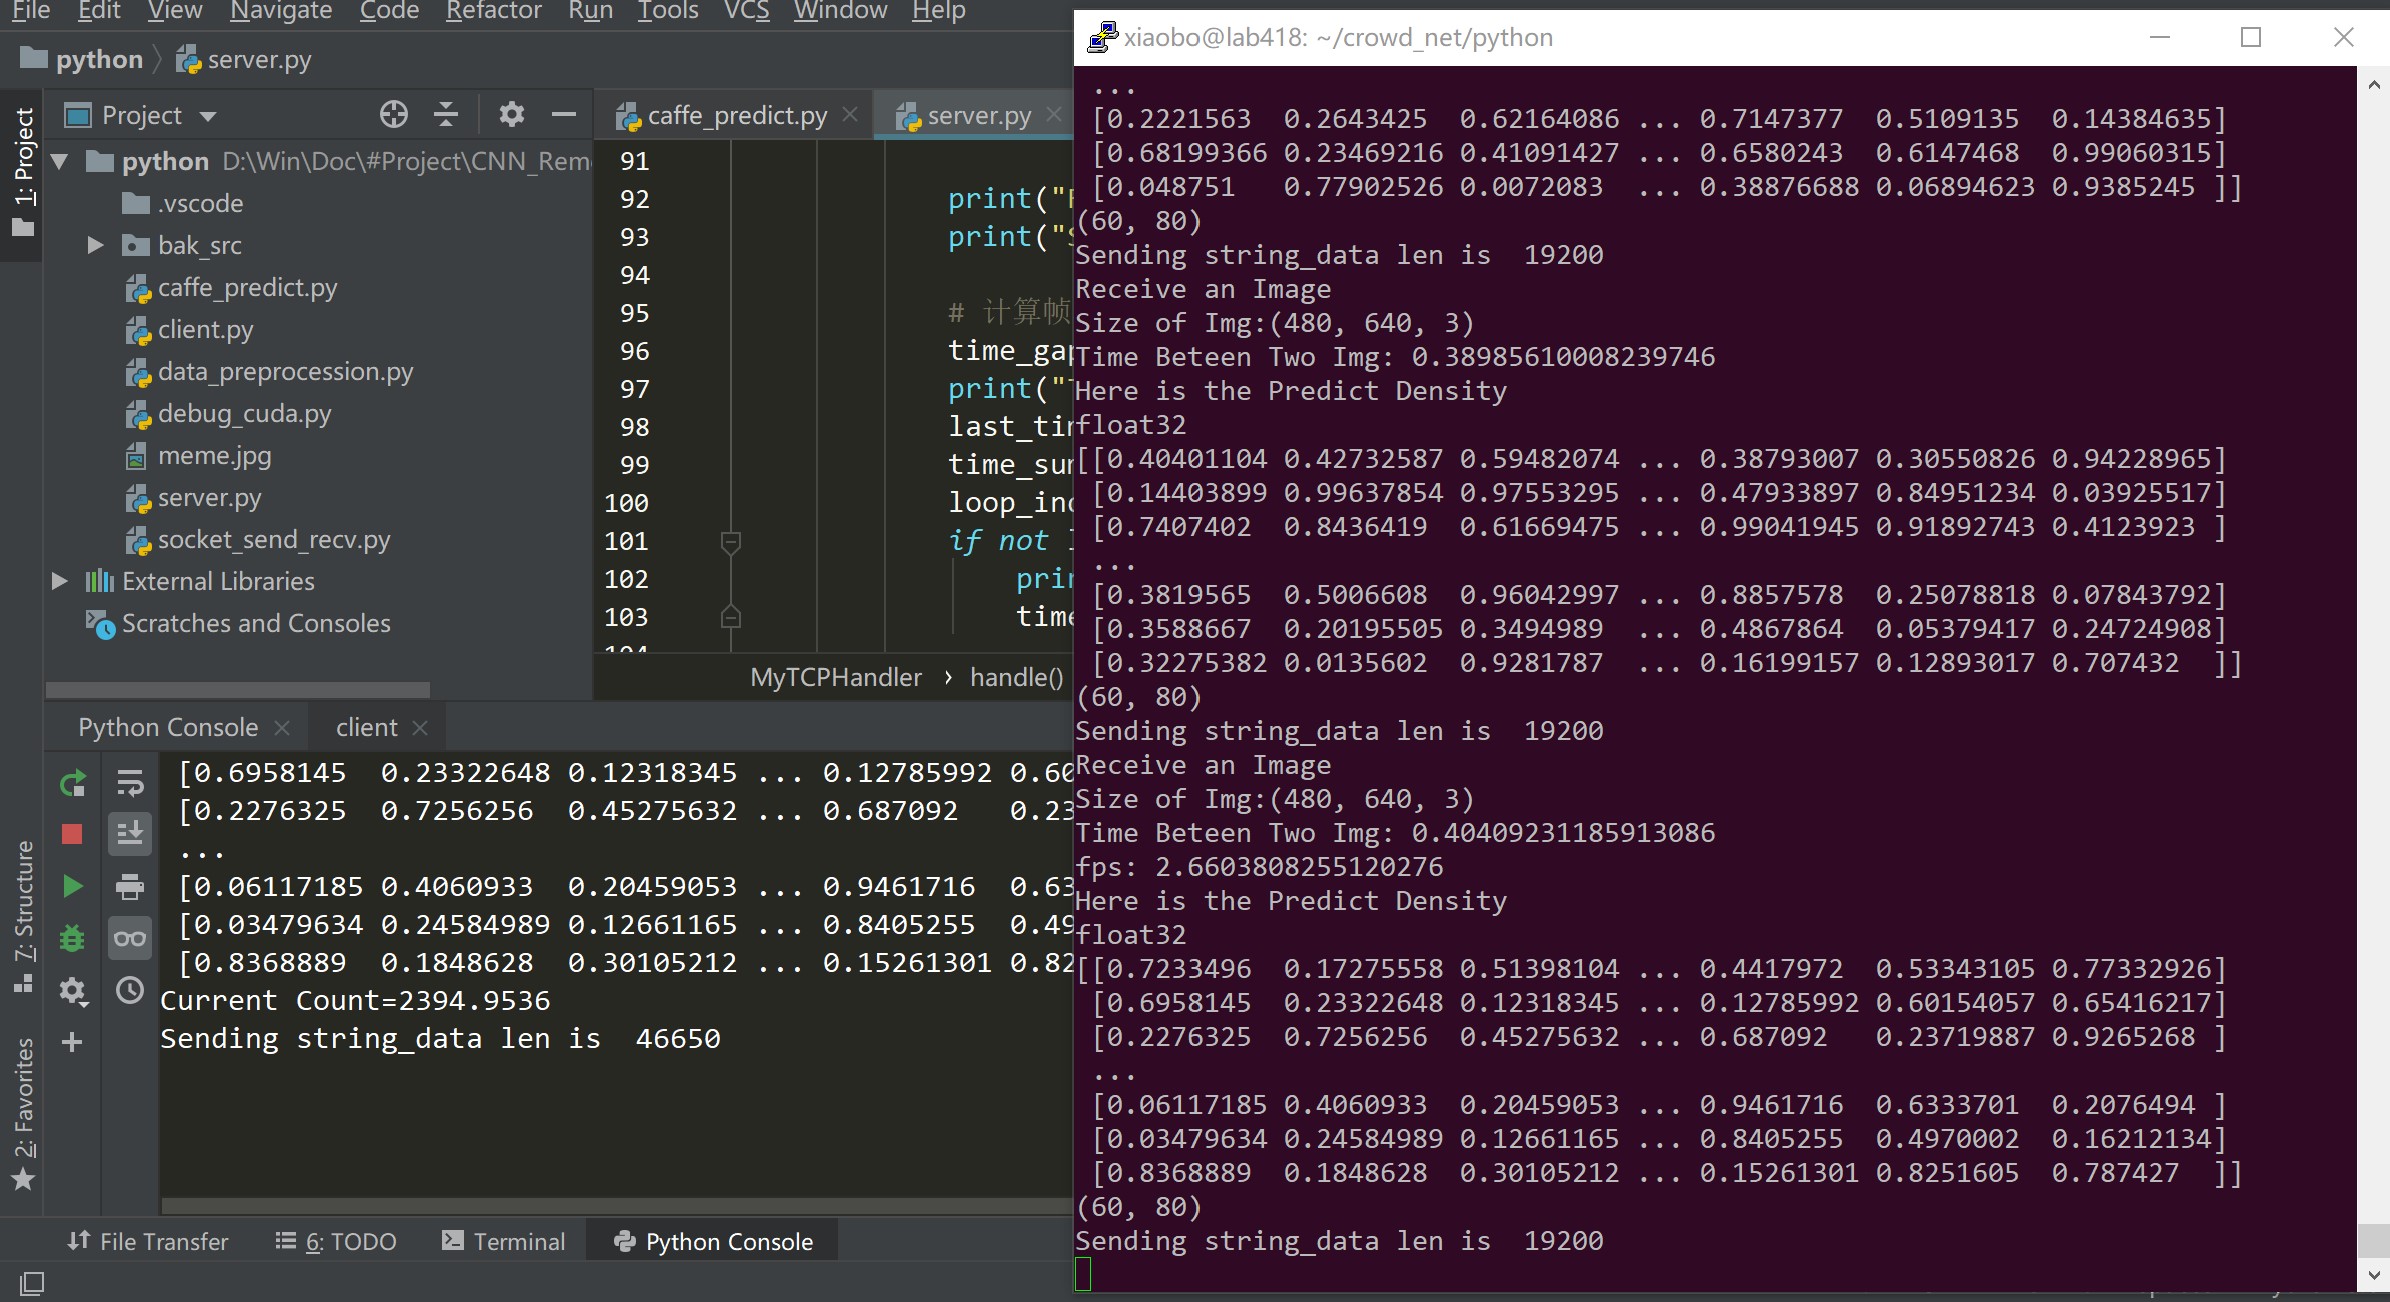 File Edit View Navigate Code Refactor Run Tools VCS Window Help
python server.py
1: Project
Project
python D:\Win\Doc\#Project\CNN_Rem
.vscode
bak_src
caffe_predict.py
client.py
data_preprocession.py
debug_cuda.py
meme.jpg
server.py
socket_send_recv.py
External Libraries
Scratches and Consoles
caffe_predict.py server.py
91
92 print("
93 print("
94
95 # 计算帧
96 time_gap
97 print("
98 last_tim
99 time_sum
100 loop_ind
101 if not
102 prin
103 time
104
MyTCPHandler › handle()
Python Console client
7: Structure
2: Favorites
[0.6958145 0.23322648 0.12318345 ... 0.12785992 0.60
[0.2276325 0.7256256 0.45275632 ... 0.687092 0.23
...
[0.06117185 0.4060933 0.20459053 ... 0.9461716 0.63
[0.03479634 0.24584989 0.12661165 ... 0.8405255 0.49
[0.8368889 0.1848628 0.30105212 ... 0.15261301 0.82
Current Count=2394.9536
Sending string_data len is 46650
File Transfer 6: TODO Terminal Python Console
xiaobo@lab418: ~/crowd_net/python
...
[0.2221563 0.2643425 0.62164086 ... 0.7147377 0.5109135 0.14384635]
[0.68199366 0.23469216 0.41091427 ... 0.6580243 0.6147468 0.99060315]
[0.048751 0.77902526 0.0072083 ... 0.38876688 0.06894623 0.9385245 ]]
(60, 80)
Sending string_data len is 19200
Receive an Image
Size of Img:(480, 640, 3)
Time Beteen Two Img: 0.38985610008239746
Here is the Predict Density
float32
[[0.40401104 0.42732587 0.59482074 ... 0.38793007 0.30550826 0.94228965]
[0.14403899 0.99637854 0.97553295 ... 0.47933897 0.84951234 0.03925517]
[0.7407402 0.8436419 0.61669475 ... 0.99041945 0.91892743 0.4123923 ]
...
[0.3819565 0.5006608 0.96042997 ... 0.8857578 0.25078818 0.07843792]
[0.3588667 0.20195505 0.3494989 ... 0.4867864 0.05379417 0.24724908]
[0.32275382 0.0135602 0.9281787 ... 0.16199157 0.12893017 0.707432 ]]
(60, 80)
Sending string_data len is 19200
Receive an Image
Size of Img:(480, 640, 3)
Time Beteen Two Img: 0.40409231185913086
fps: 2.6603808255120276
Here is the Predict Density
float32
[[0.7233496 0.17275558 0.51398104 ... 0.4417972 0.53343105 0.77332926]
[0.6958145 0.23322648 0.12318345 ... 0.12785992 0.60154057 0.65416217]
[0.2276325 0.7256256 0.45275632 ... 0.687092 0.23719887 0.9265268 ]
...
[0.06117185 0.4060933 0.20459053 ... 0.9461716 0.6333701 0.2076494 ]
[0.03479634 0.24584989 0.12661165 ... 0.8405255 0.4970002 0.16212134]
[0.8368889 0.1848628 0.30105212 ... 0.15261301 0.8251605 0.787427 ]]
(60, 80)
Sending string_data len is 19200